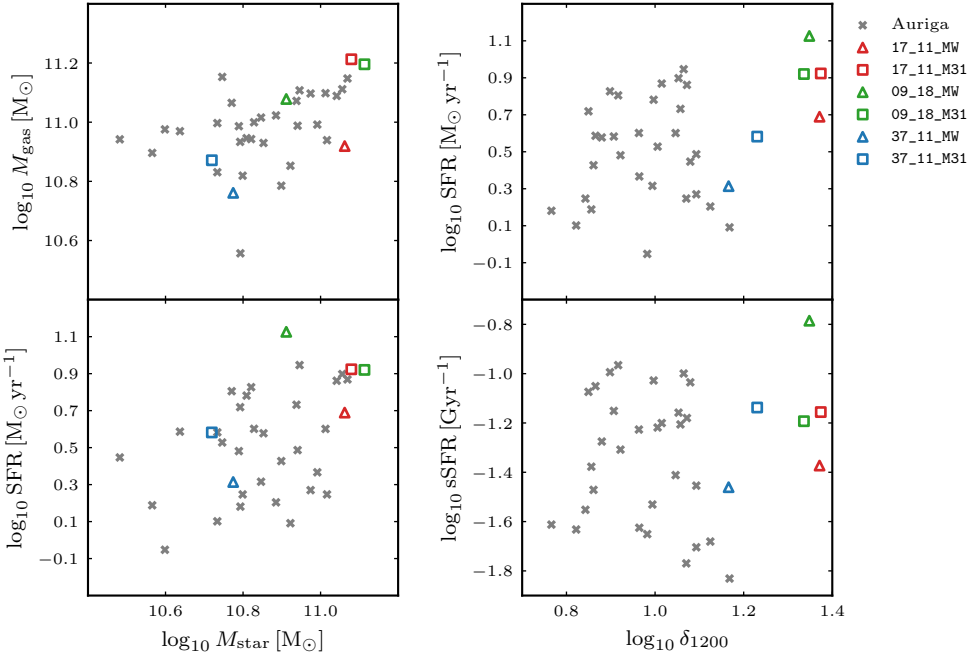 log₁₀ M_gas [M⊙]
11.2
11.0
10.8
10.6
log₁₀ SFR [M⊙ yr⁻¹]
1.1
0.9
0.7
0.5
0.3
0.1
−0.1
Auriga
17_11_MW
17_11_M31
09_18_MW
09_18_M31
37_11_MW
37_11_M31
log₁₀ SFR [M⊙ yr⁻¹]
1.1
0.9
0.7
0.5
0.3
0.1
−0.1
10.6 10.8 11.0
log₁₀ M_star [M⊙]
log₁₀ sSFR [Gyr⁻¹]
−0.8
−1.0
−1.2
−1.4
−1.6
−1.8
0.8 1.0 1.2 1.4
log₁₀ δ₁₂₀₀